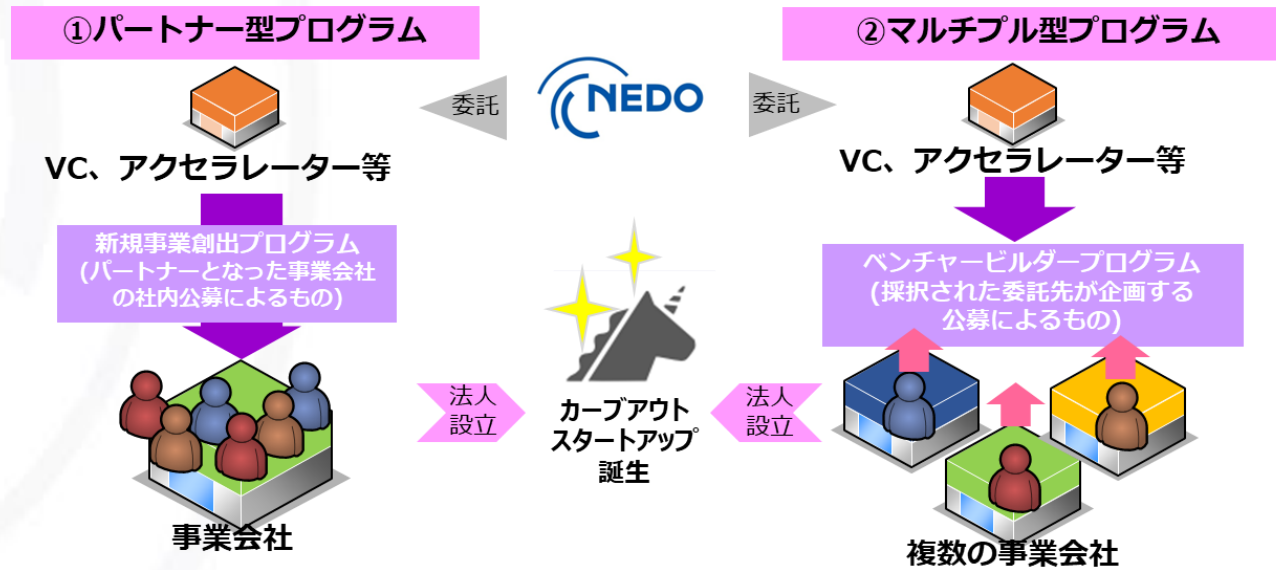 ①パートナー型プログラム
VC、アクセラレーター等
新規事業創出プログラム
(パートナーとなった事業会社
の社内公募によるもの)
事業会社
委託
NEDO
委託
法人
設立
カーブアウト
スタートアップ
誕生
法人
設立
②マルチプル型プログラム
VC、アクセラレーター等
ベンチャービルダープログラム
(採択された委託先が企画する
公募によるもの)
複数の事業会社